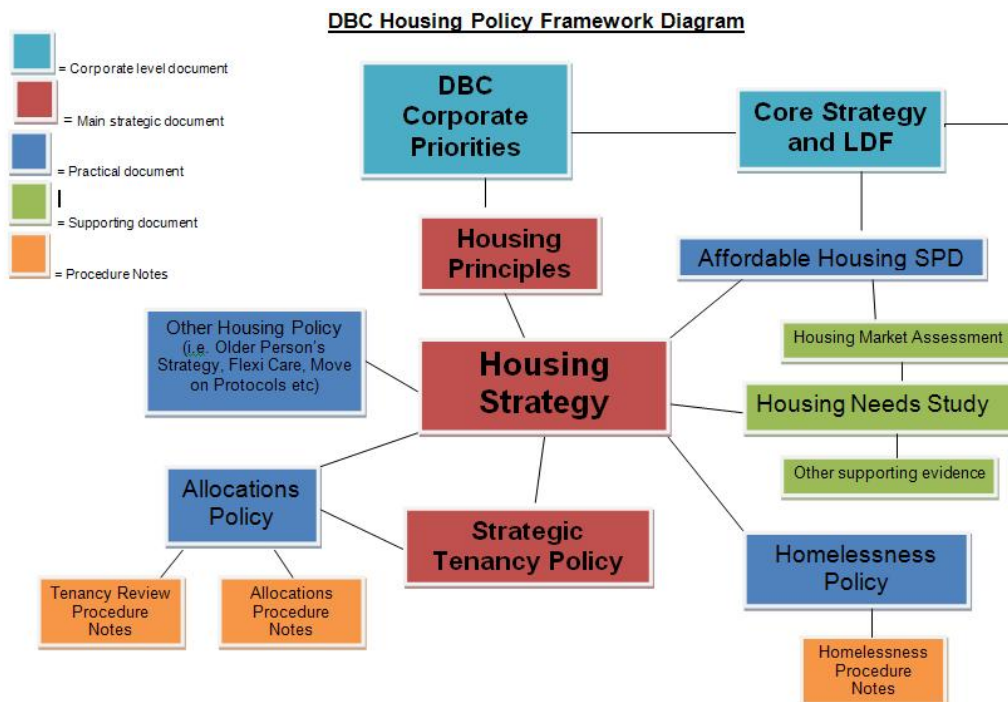 DBC Housing Policy Framework Diagram
= Corporate level document
= Main strategic document
= Practical document
= Supporting document
= Procedure Notes
DBC
Corporate
Priorities
Core Strategy
and LDF
Housing
Principles
Affordable Housing SPD
Other Housing Policy
(i.e. Older Person's
Strategy, Flexi Care, Move
on Protocols etc)
Housing
Strategy
Housing Market Assessment
Housing Needs Study
Other supporting evidence
Allocations
Policy
Strategic
Tenancy Policy
Homelessness
Policy
Tenancy Review
Procedure
Notes
Allocations
Procedure
Notes
Homelessness
Procedure
Notes